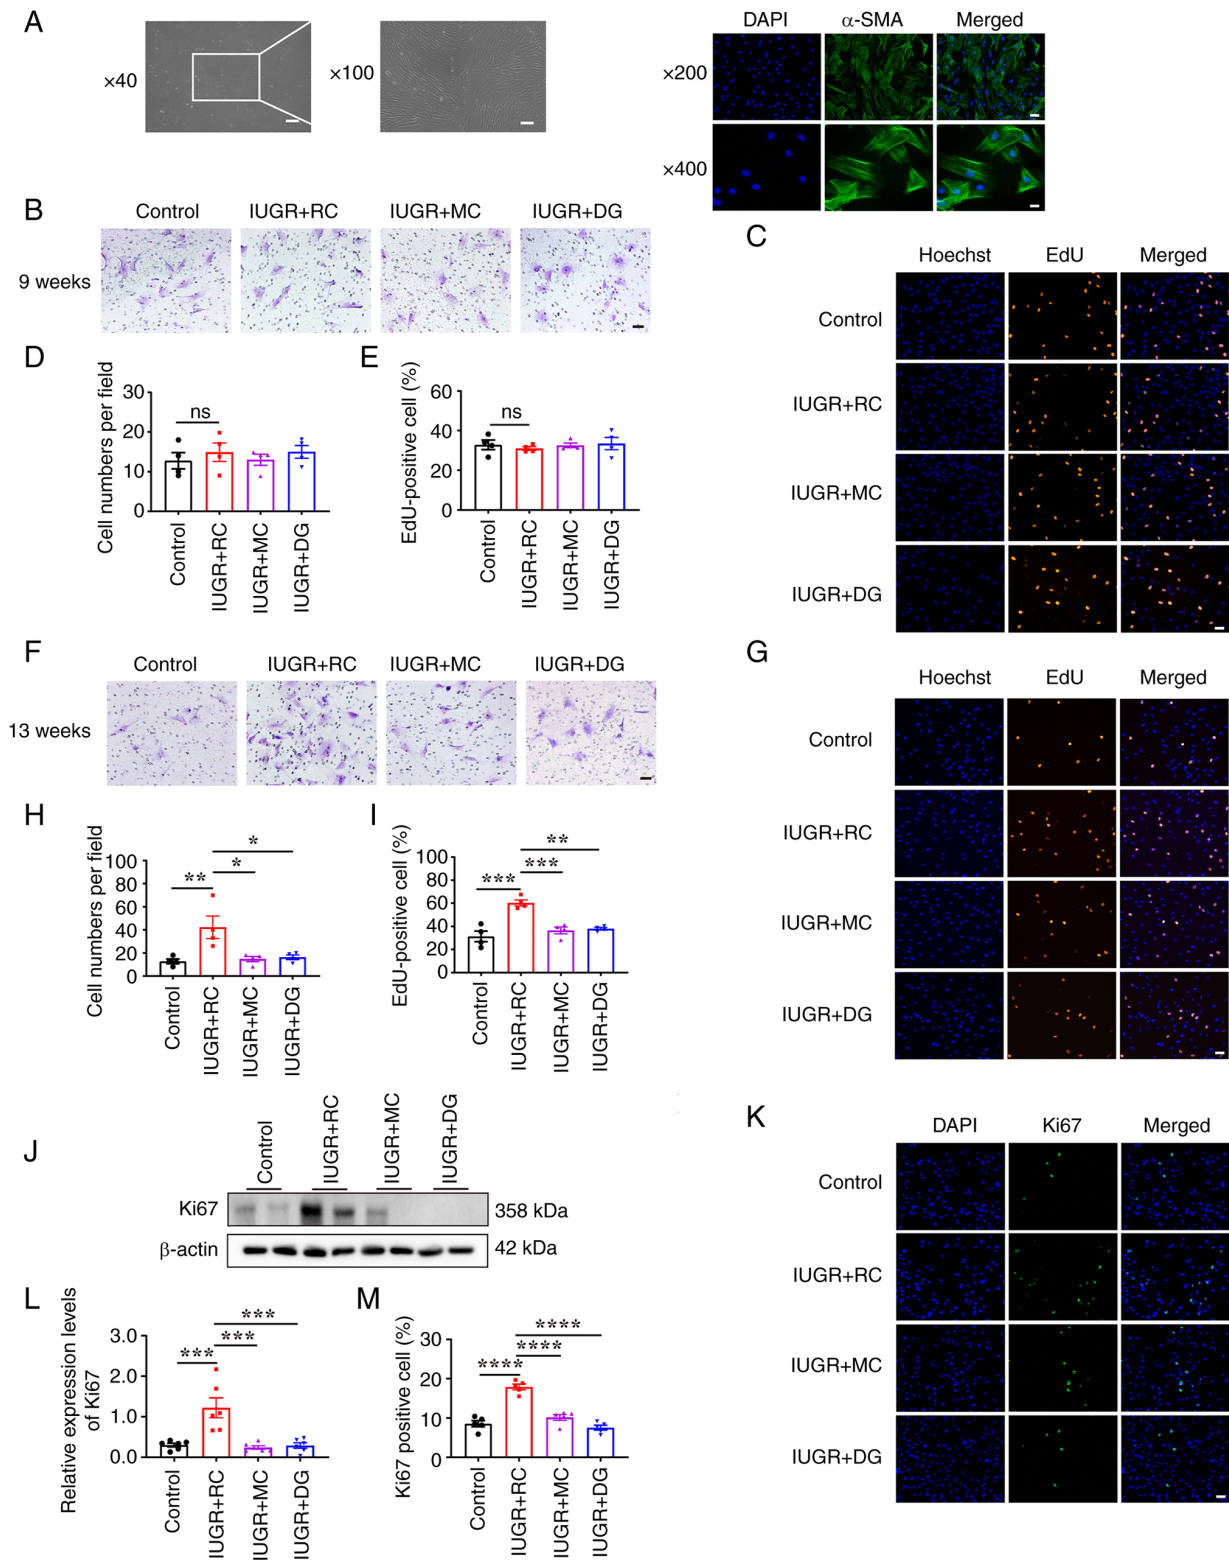 A
×40
×100
DAPI α-SMA Merged
×200
×400
B
Control IUGR+RC IUGR+MC IUGR+DG
9 weeks
C
Hoechst EdU Merged
Control
IUGR+RC
IUGR+MC
IUGR+DG
D
Cell numbers per field
30
20
10
0
ns
Control
IUGR+RC
IUGR+MC
IUGR+DG
E
EdU-positive cell (%)
60
40
20
0
ns
Control
IUGR+RC
IUGR+MC
IUGR+DG
F
Control IUGR+RC IUGR+MC IUGR+DG
13 weeks
G
Hoechst EdU Merged
Control
IUGR+RC
IUGR+MC
IUGR+DG
H
Cell numbers per field
100
80
60
40
20
0
**
*
*
Control
IUGR+RC
IUGR+MC
IUGR+DG
I
EdU-positive cell (%)
100
80
60
40
20
0
***
***
**
Control
IUGR+RC
IUGR+MC
IUGR+DG
J
Control
IUGR+RC
IUGR+MC
IUGR+DG
Ki67 358 kDa
β-actin 42 kDa
K
DAPI Ki67 Merged
Control
IUGR+RC
IUGR+MC
IUGR+DG
L
Relative expression levels
of Ki67
3.0
2.0
1.0
0.0
***
***
***
Control
IUGR+RC
IUGR+MC
IUGR+DG
M
Ki67 positive cell (%)
30
20
10
0
****
****
****
Control
IUGR+RC
IUGR+MC
IUGR+DG